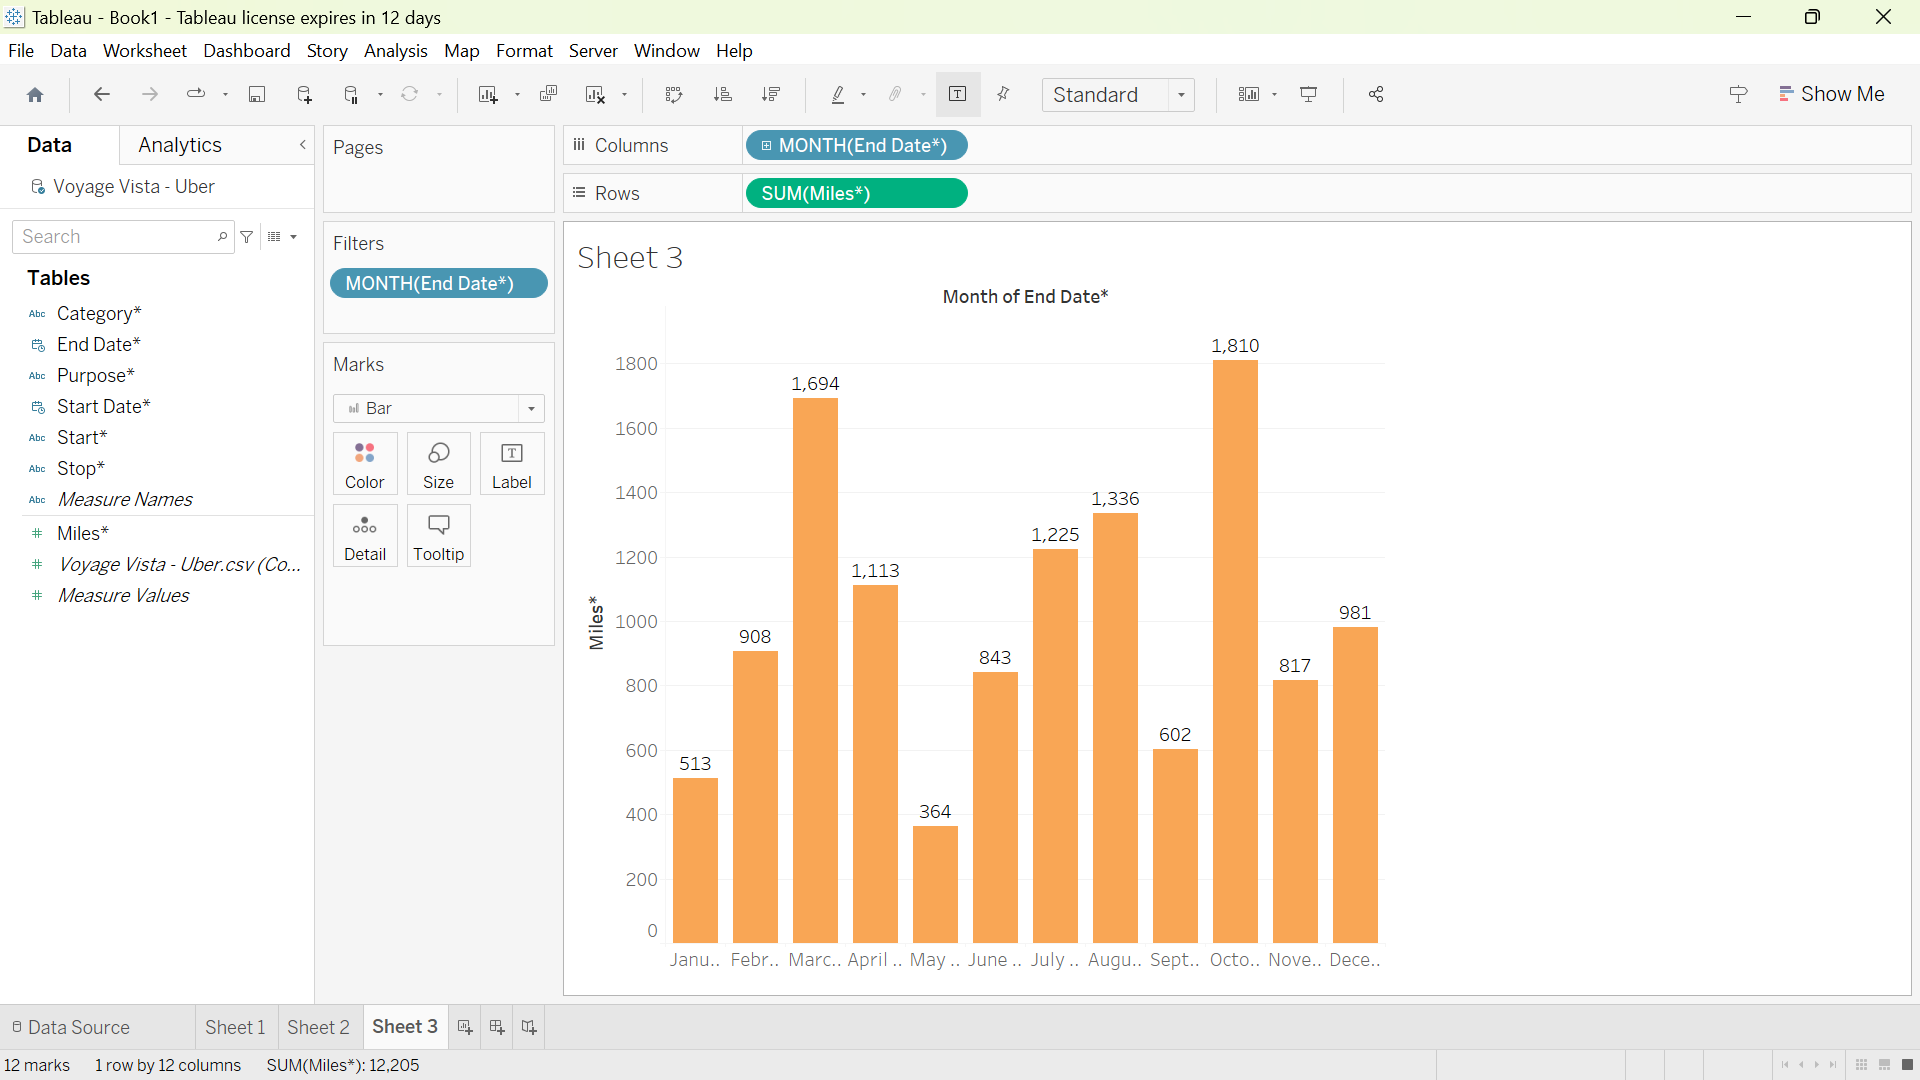 Tableau - Book1 - Tableau license expires in 12 days
File Data Worksheet Dashboard Story Analysis Map Format Server Window Help
Standard
Show Me
Data Analytics
Voyage Vista - Uber
Search
Tables
Abc Category*
End Date*
Abc Purpose*
Start Date*
Abc Start*
Abc Stop*
Abc Measure Names
# Miles*
# Voyage Vista - Uber.csv (Co...
# Measure Values
Pages
Filters
MONTH(End Date*)
Marks
Bar
Color Size Label
Detail Tooltip
Columns MONTH(End Date*)
Rows SUM(Miles*)
Sheet 3
Month of End Date*
Miles*
1800
1600
1400
1200
1000
800
600
400
200
0
513
908
1,694
1,113
364
843
1,225
1,336
602
1,810
817
981
Janu.. Febr.. Marc.. April .. May .. June .. July .. Augu.. Sept.. Octo.. Nove.. Dece..
Data Source Sheet 1 Sheet 2 Sheet 3
12 marks 1 row by 12 columns SUM(Miles*): 12,205